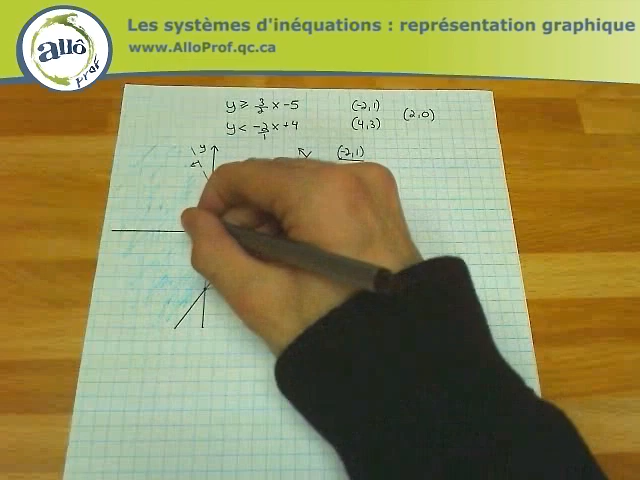 Les systèmes d'inéquations : représentation graphique
www.AlloProf.qc.ca
allô prof
y ≥ 3/2 x - 5 (-2,1)
(2,0)
y < -2/1 x + 4 (4,3)
y (-2,1)